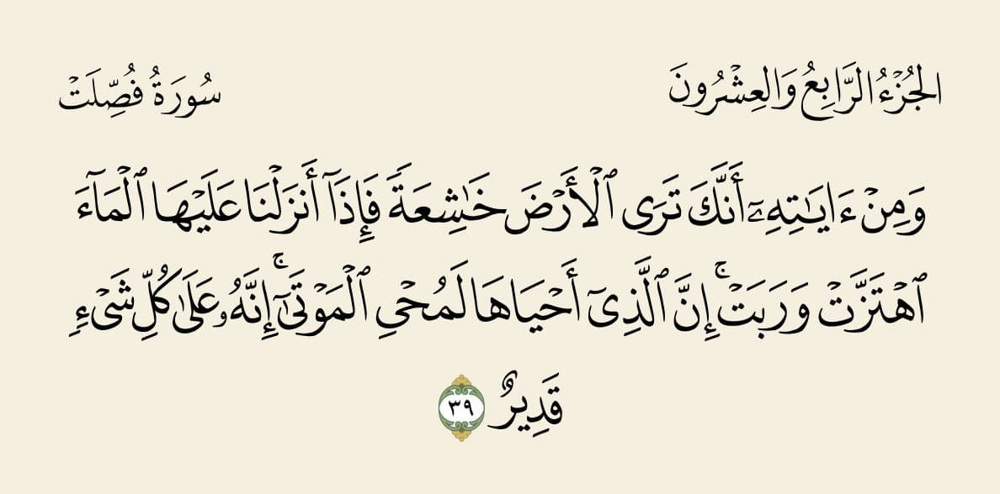 الجُزْءُ الرَّابِعُ وَالعِشْرُونَ
سُورَةُ فُصِّلَتْ
وَمِنْ ءَايَـٰتِهِۦٓ أَنَّكَ تَرَى ٱلْأَرْضَ خَـٰشِعَةً فَإِذَآ أَنزَلْنَا عَلَيْهَا ٱلْمَآءَ
ٱهْتَزَّتْ وَرَبَتْ ۚ إِنَّ ٱلَّذِىٓ أَحْيَاهَا لَمُحْىِ ٱلْمَوْتَىٰٓ ۚ إِنَّهُۥ عَلَىٰ كُلِّ شَىْءٍ
قَدِيرٌ ٣٩